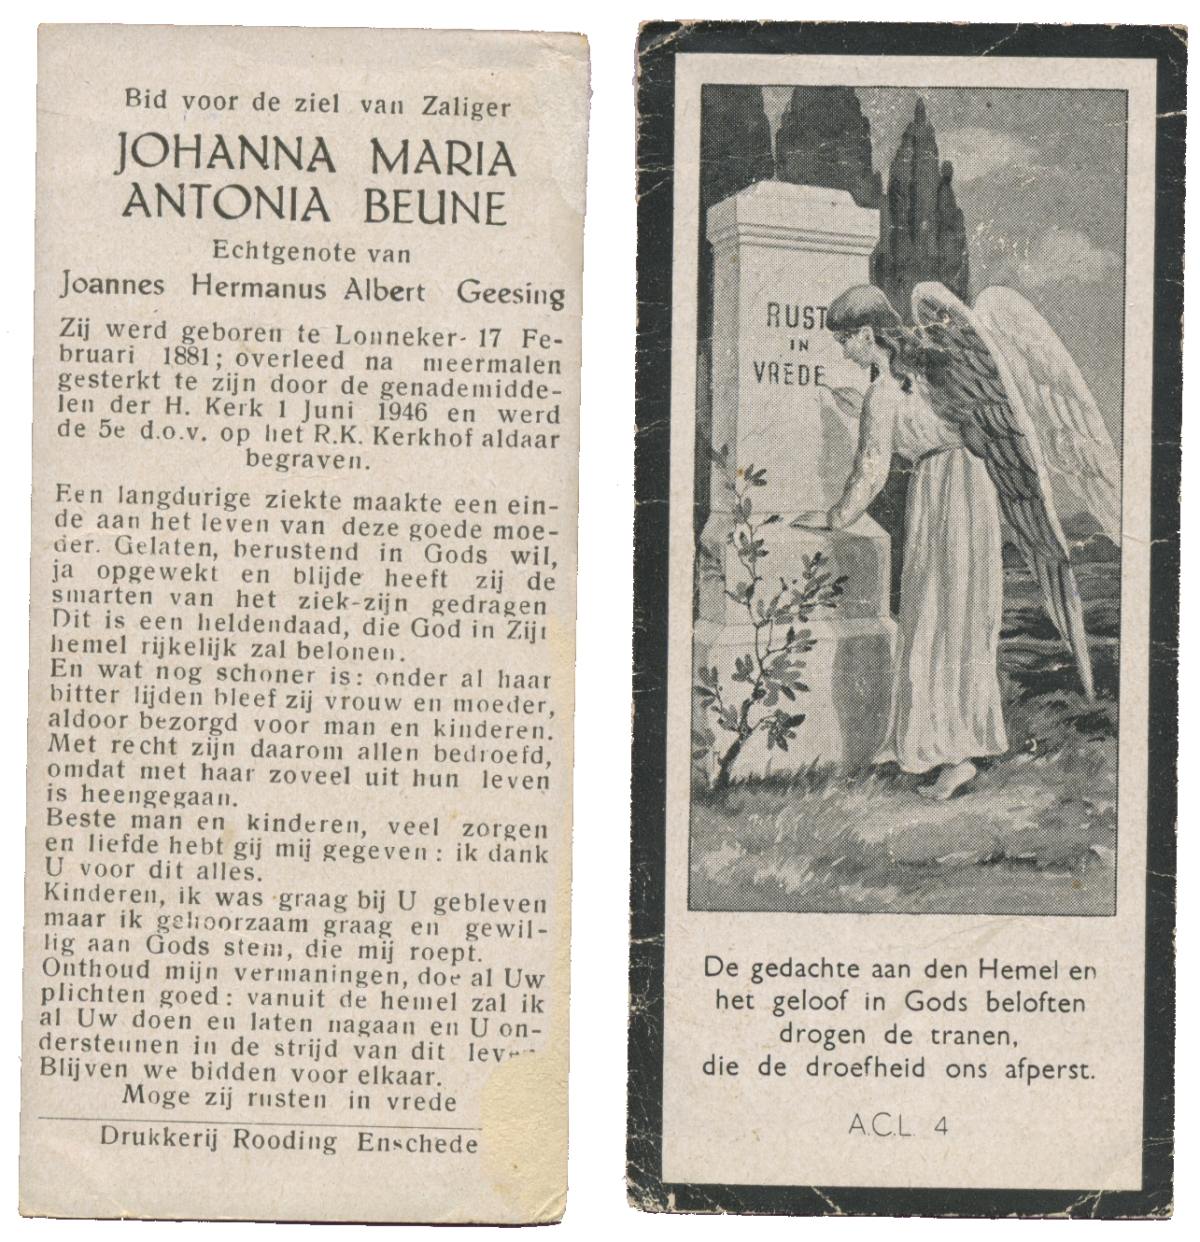 Bid voor de ziel van Zaliger
JOHANNA MARIA
ANTONIA BEUNE
Echtgenote van
Joannes Hermanus Albert Geesing
Zij werd geboren te Lonneker- 17 Fe-
bruari 1881; overleed na meermalen
gesterkt te zijn door de genademidde-
len der H. Kerk 1 Juni 1946 en werd
de 5e d.o.v. op het R.K. Kerkhof aldaar
begraven.
Een langdurige ziekte maakte een ein-
de aan het leven van deze goede moe-
der. Gelaten, berustend in Gods wil,
ja opgewekt en blijde heeft zij de
smarten van het ziek-zijn gedragen
Dit is een heldendaad, die God in Zijn
hemel rijkelijk zal belonen.
En wat nog schoner is: onder al haar
bitter lijden bleef zij vrouw en moeder,
aldoor bezorgd voor man en kinderen.
Met recht zijn daarom allen bedroefd,
omdat met haar zoveel uit hun leven
is heengegaan.
Beste man en kinderen, veel zorgen
en liefde hebt gij mij gegeven: ik dank
U voor dit alles.
Kinderen, ik was graag bij U gebleven
maar ik gehoorzaam graag en gewil-
lig aan Gods stem, die mij roept.
Onthoud mijn vermaningen, doe al Uw
plichten goed: vanuit de hemel zal ik
al Uw doen en laten nagaan en U on-
dersteunen in de strijd van dit
Blijven we bidden voor elkaar.
Moge zij rusten in vrede
Drukkerij Rooding Enschede
RUST
IN
VREDE
De gedachte aan den Hemel en
het geloof in Gods beloften
drogen de tranen,
die de droefheid ons afperst.
A.C.L. 4